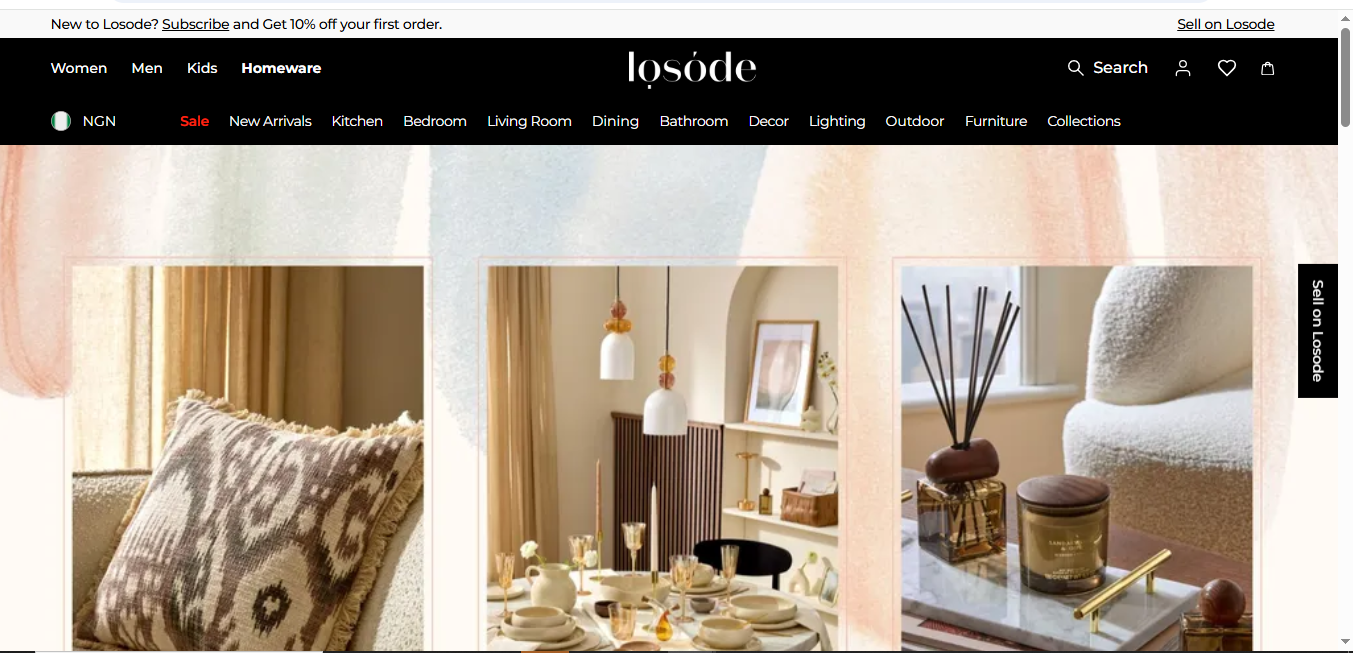 New to Losode? Subscribe and Get 10% off your first order.
Sell on Losode
Women Men Kids Homeware
lọsóde
Search
NGN
Sale New Arrivals Kitchen Bedroom Living Room Dining Bathroom Decor Lighting Outdoor Furniture Collections
Sell on Losode